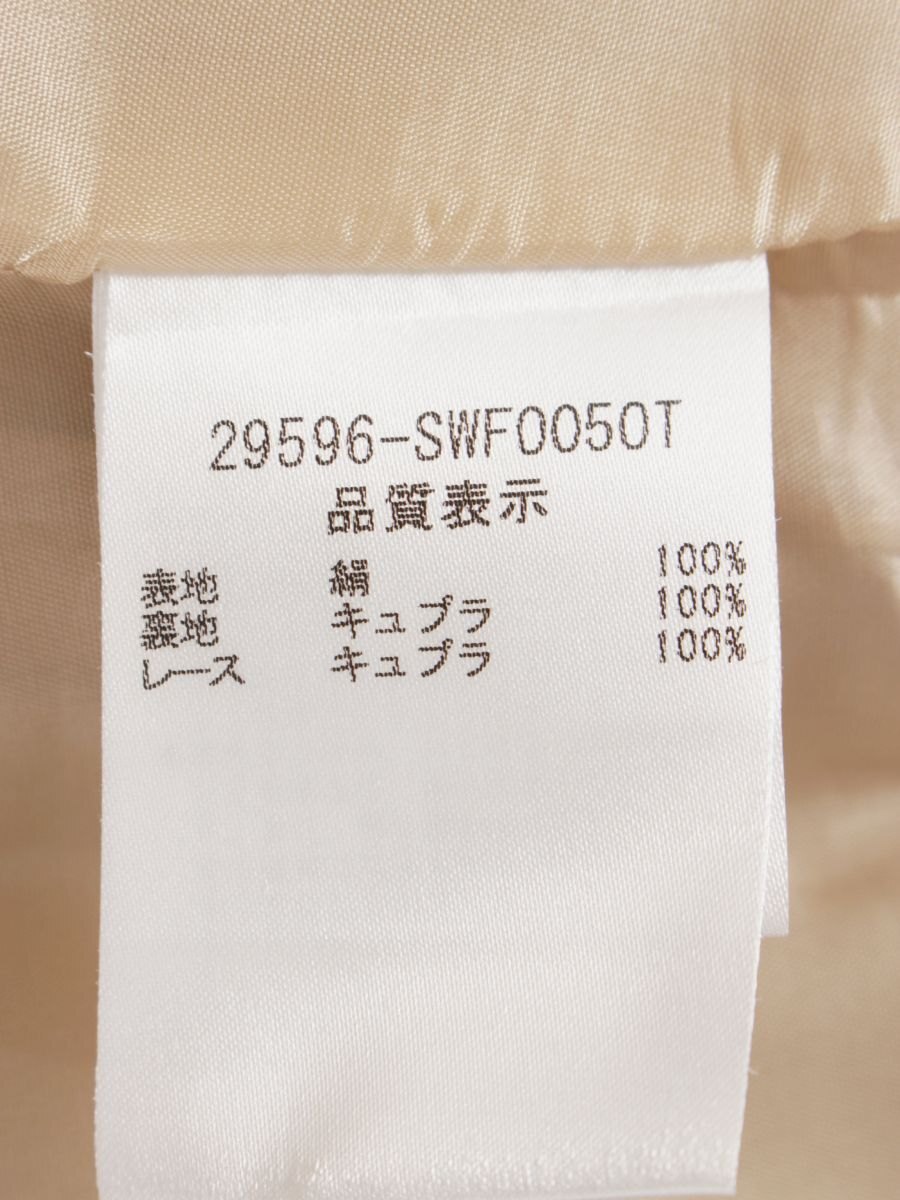 29596-SWF0050T
品質表示
表地 絹 100%
裏地 キュプラ 100%
レース キュプラ 100%